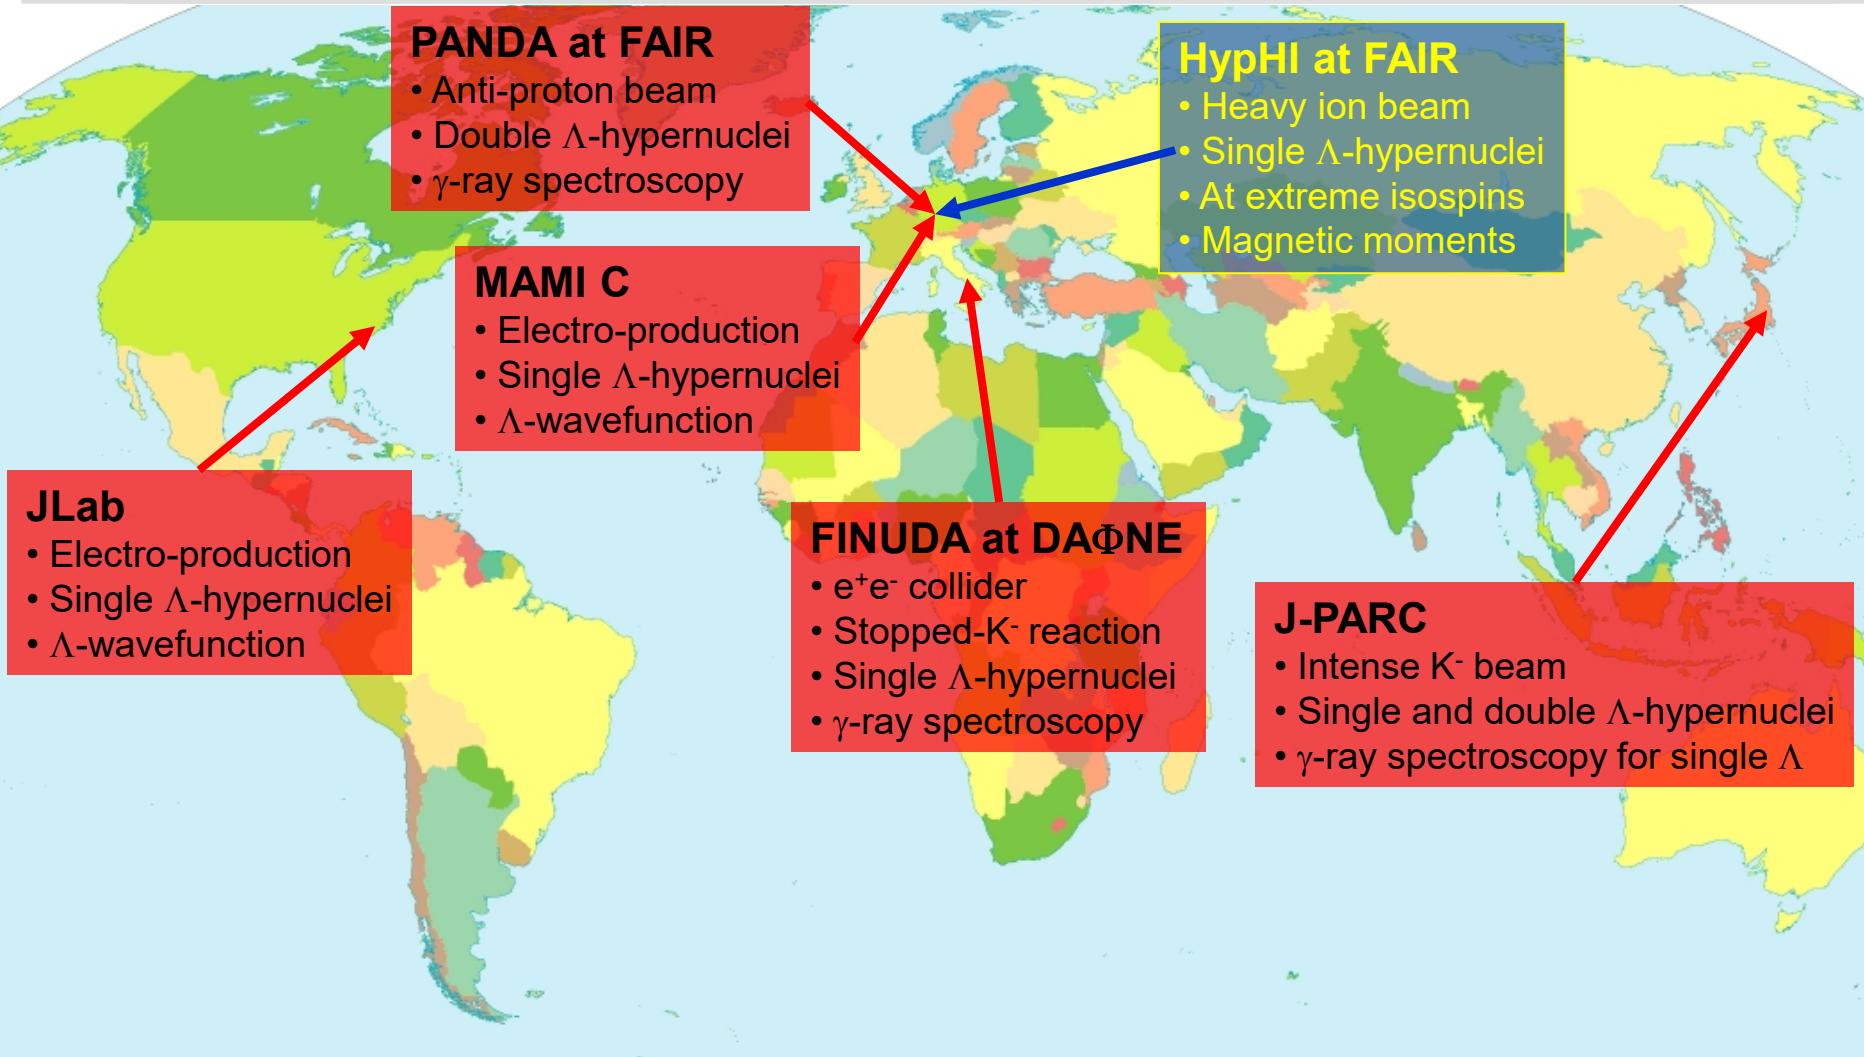 PANDA at FAIR
• Anti-proton beam
• Double Λ-hypernuclei
• γ-ray spectroscopy
HypHI at FAIR
• Heavy ion beam
• Single Λ-hypernuclei
• At extreme isospins
• Magnetic moments
MAMI C
• Electro-production
• Single Λ-hypernuclei
• Λ-wavefunction
JLab
• Electro-production
• Single Λ-hypernuclei
• Λ-wavefunction
FINUDA at DAΦNE
• e⁺e⁻ collider
• Stopped-K⁻ reaction
• Single Λ-hypernuclei
• γ-ray spectroscopy
J-PARC
• Intense K⁻ beam
• Single and double Λ-hypernuclei
• γ-ray spectroscopy for single Λ